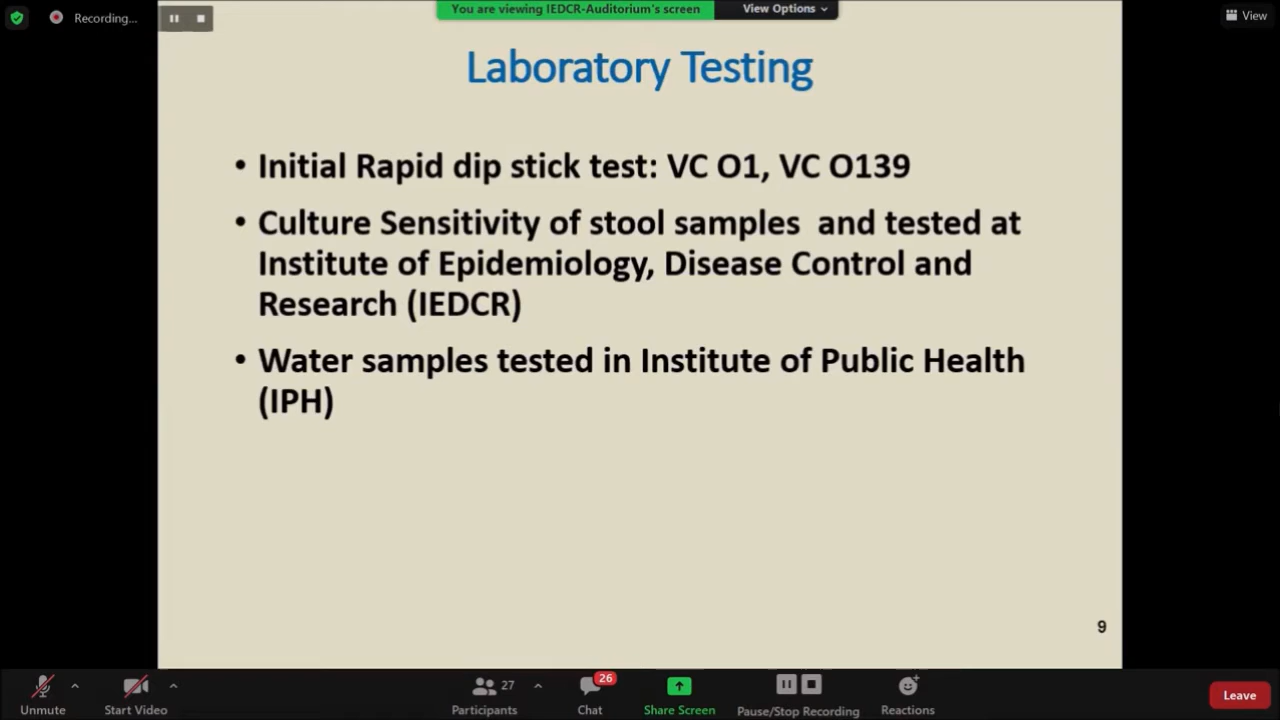 Recording...
You are viewing IEDCR-Auditorium's screen
View Options
View
Laboratory Testing
• Initial Rapid dip stick test: VC O1, VC O139
• Culture Sensitivity of stool samples and tested at
Institute of Epidemiology, Disease Control and
Research (IEDCR)
• Water samples tested in Institute of Public Health
(IPH)
9
Unmute
Start Video
27
Participants
26
Chat
Share Screen
Pause/Stop Recording
Reactions
Leave